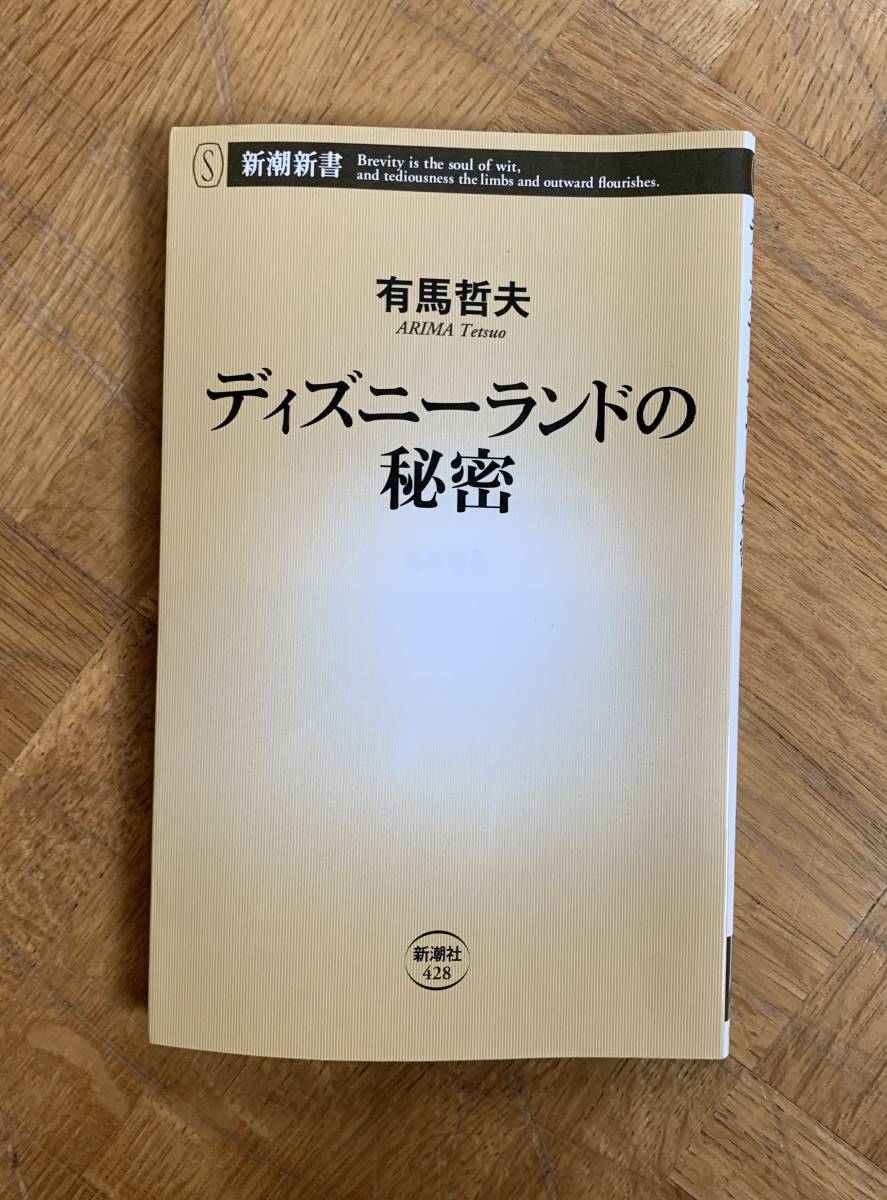 S
新潮新書
Brevity is the soul of wit,
and tediousness the limbs and outward flourishes.
有馬哲夫
ARIMA Tetsuo
ディズニーランドの
秘密
新潮社
428